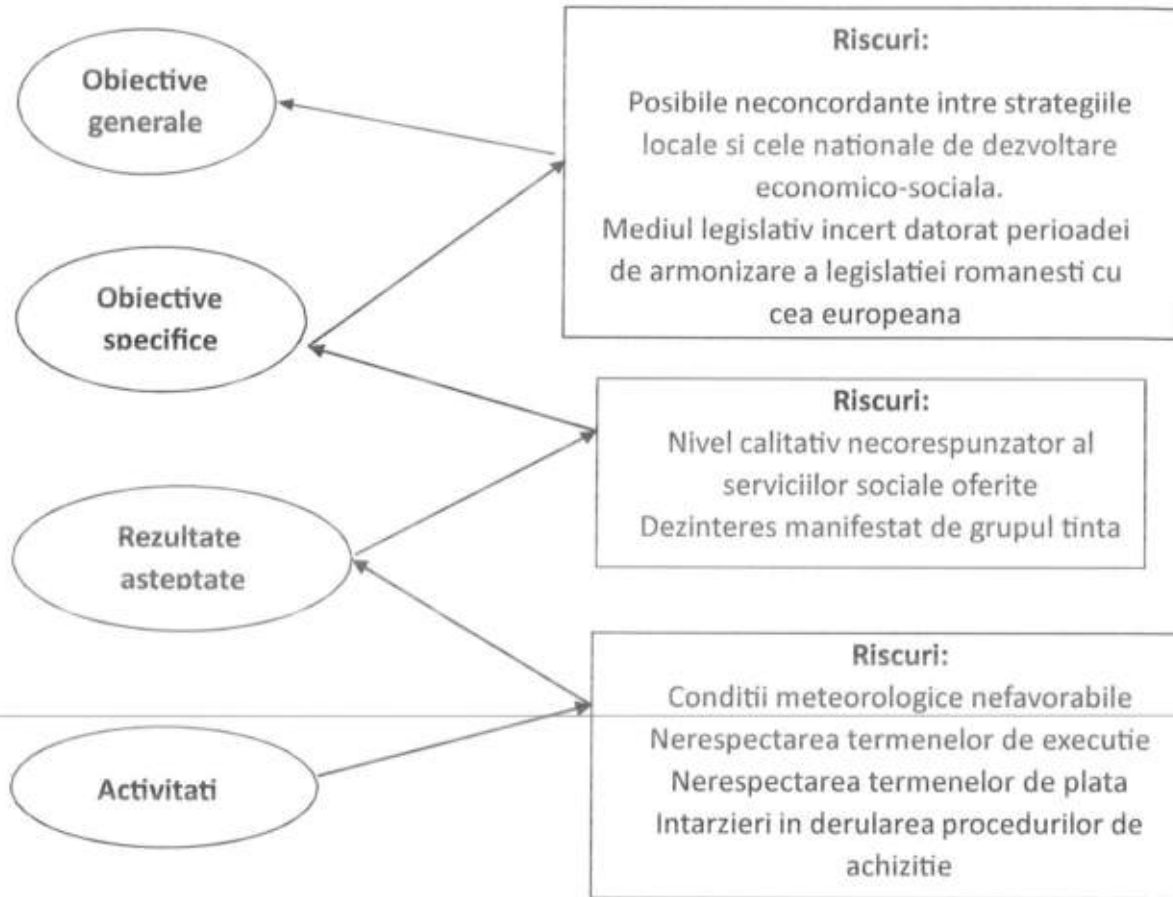 Obiective
generale
Riscuri:
Posibile neconcordante intre strategiile
locale si cele nationale de dezvoltare
economico-sociala.
Mediul legislativ incert datorat perioadei
de armonizare a legislatiei romanesti cu
cea europeana
Obiective
specifice
Riscuri:
Nivel calitativ necorespunzator al
serviciilor sociale oferite
Dezinteres manifestat de grupul tinta
Rezultate
asteptate
Riscuri:
Conditii meteorologice nefavorabile
Nerespectarea termenelor de executie
Nerespectarea termenelor de plata
Intarzieri in derularea procedurilor de
achizitie
Activitati